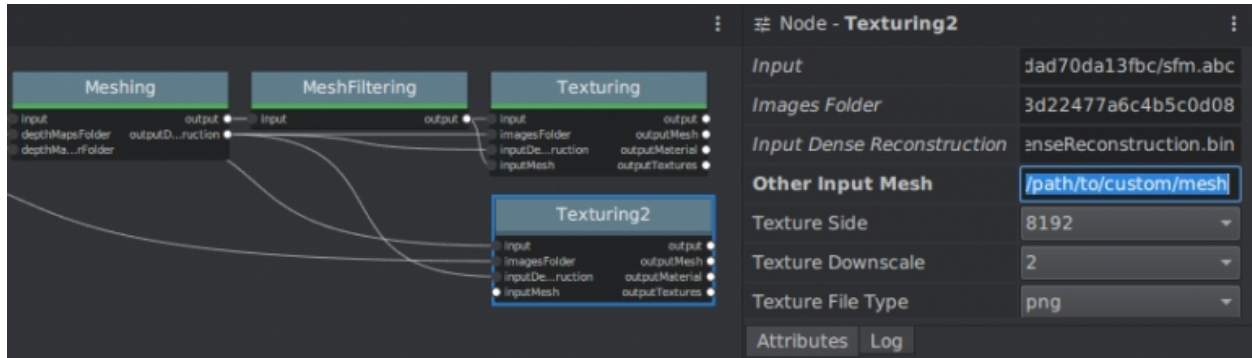 Meshing
input output
depthMapsFolder outputD...ruction
depthMa...rFolder
MeshFiltering
input output
Texturing
input output
imagesFolder outputMesh
inputDe...ruction outputMaterial
inputMesh outputTextures
Texturing2
input output
imagesFolder outputMesh
inputDe...ruction outputMaterial
inputMesh outputTextures
Node - Texturing2
Input dad70da13fbc/sfm.abc
Images Folder 3d22477a6c4b5c0d08
Input Dense Reconstruction enseReconstruction.bin
Other Input Mesh /path/to/custom/mesh
Texture Side 8192
Texture Downscale 2
Texture File Type png
Attributes Log